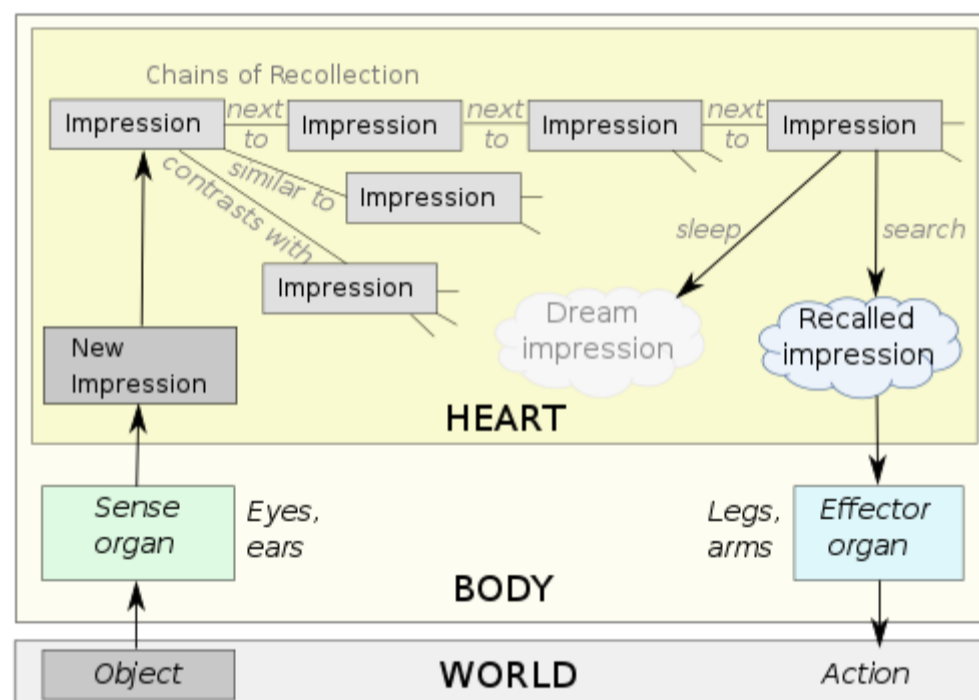 Chains of Recollection
Impression
next
to
Impression
next
to
Impression
next
to
Impression
contrasts with
similar to
Impression
Impression
sleep
search
Dream
impression
Recalled
impression
New
Impression
HEART
Sense
organ
Eyes,
ears
Legs,
arms
Effector
organ
BODY
Object
WORLD
Action